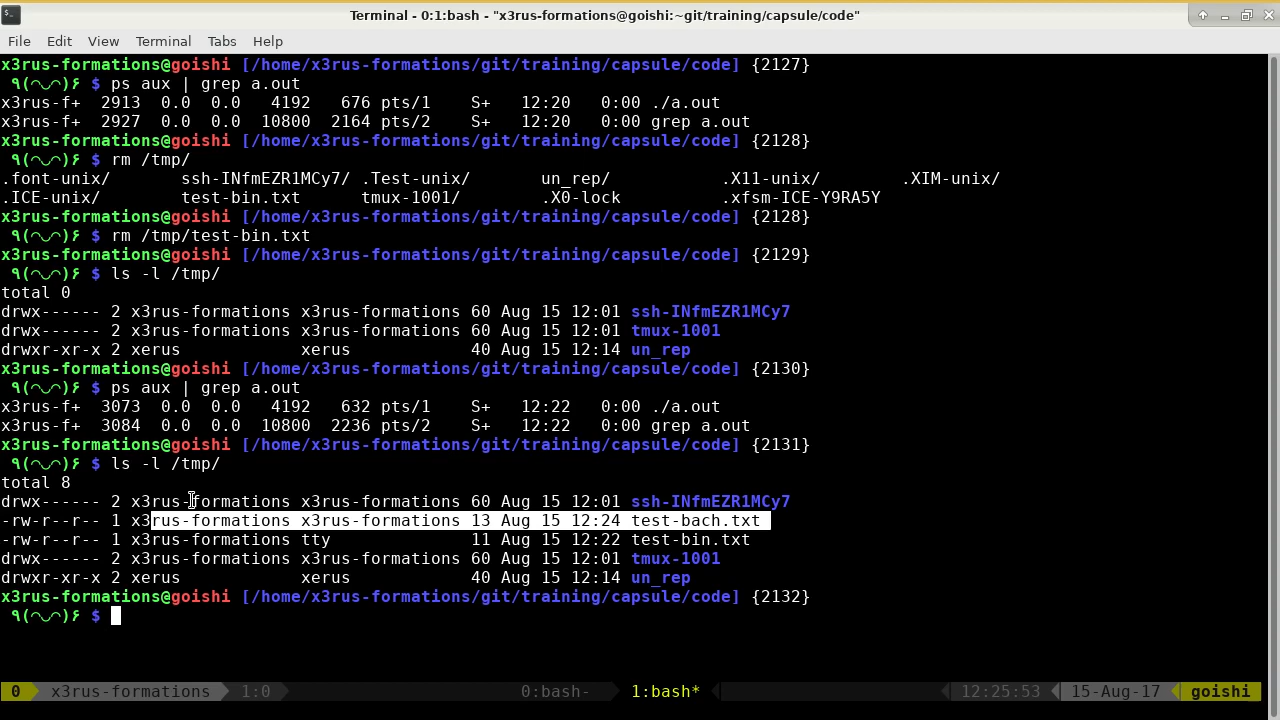 Terminal - 0:1:bash - "x3rus-formations@goishi:~git/training/capsule/code"
File Edit View Terminal Tabs Help
x3rus-formations@goishi [/home/x3rus-formations/git/training/capsule/code] {2127}
٩(◠◡◠)۶ $ ps aux | grep a.out
x3rus-f+  2913  0.0  0.0   4192   676 pts/1    S+   12:20   0:00 ./a.out
x3rus-f+  2927  0.0  0.0  10800  2164 pts/2    S+   12:20   0:00 grep a.out
x3rus-formations@goishi [/home/x3rus-formations/git/training/capsule/code] {2128}
٩(◠◡◠)۶ $ rm /tmp/
.font-unix/       ssh-INfmEZR1MCy7/ .Test-unix/       un_rep/           .X11-unix/        .XIM-unix/
.ICE-unix/        test-bin.txt      tmux-1001/        .X0-lock          .xfsm-ICE-Y9RA5Y
x3rus-formations@goishi [/home/x3rus-formations/git/training/capsule/code] {2128}
٩(◠◡◠)۶ $ rm /tmp/test-bin.txt
x3rus-formations@goishi [/home/x3rus-formations/git/training/capsule/code] {2129}
٩(◠◡◠)۶ $ ls -l /tmp/
total 0
drwx------ 2 x3rus-formations x3rus-formations 60 Aug 15 12:01 ssh-INfmEZR1MCy7
drwx------ 2 x3rus-formations x3rus-formations 60 Aug 15 12:01 tmux-1001
drwxr-xr-x 2 xerus            xerus            40 Aug 15 12:14 un_rep
x3rus-formations@goishi [/home/x3rus-formations/git/training/capsule/code] {2130}
٩(◠◡◠)۶ $ ps aux | grep a.out
x3rus-f+  3073  0.0  0.0   4192   632 pts/1    S+   12:22   0:00 ./a.out
x3rus-f+  3084  0.0  0.0  10800  2236 pts/2    S+   12:22   0:00 grep a.out
x3rus-formations@goishi [/home/x3rus-formations/git/training/capsule/code] {2131}
٩(◠◡◠)۶ $ ls -l /tmp/
total 8
drwx------ 2 x3rus-formations x3rus-formations 60 Aug 15 12:01 ssh-INfmEZR1MCy7
-rw-r--r-- 1 x3rus-formations x3rus-formations 13 Aug 15 12:24 test-bach.txt
-rw-r--r-- 1 x3rus-formations tty              11 Aug 15 12:22 test-bin.txt
drwx------ 2 x3rus-formations x3rus-formations 60 Aug 15 12:01 tmux-1001
drwxr-xr-x 2 xerus            xerus            40 Aug 15 12:14 un_rep
x3rus-formations@goishi [/home/x3rus-formations/git/training/capsule/code] {2132}
٩(◠◡◠)۶ $
0 x3rus-formations 1:0 0:bash- 1:bash* 12:25:53 15-Aug-17 goishi